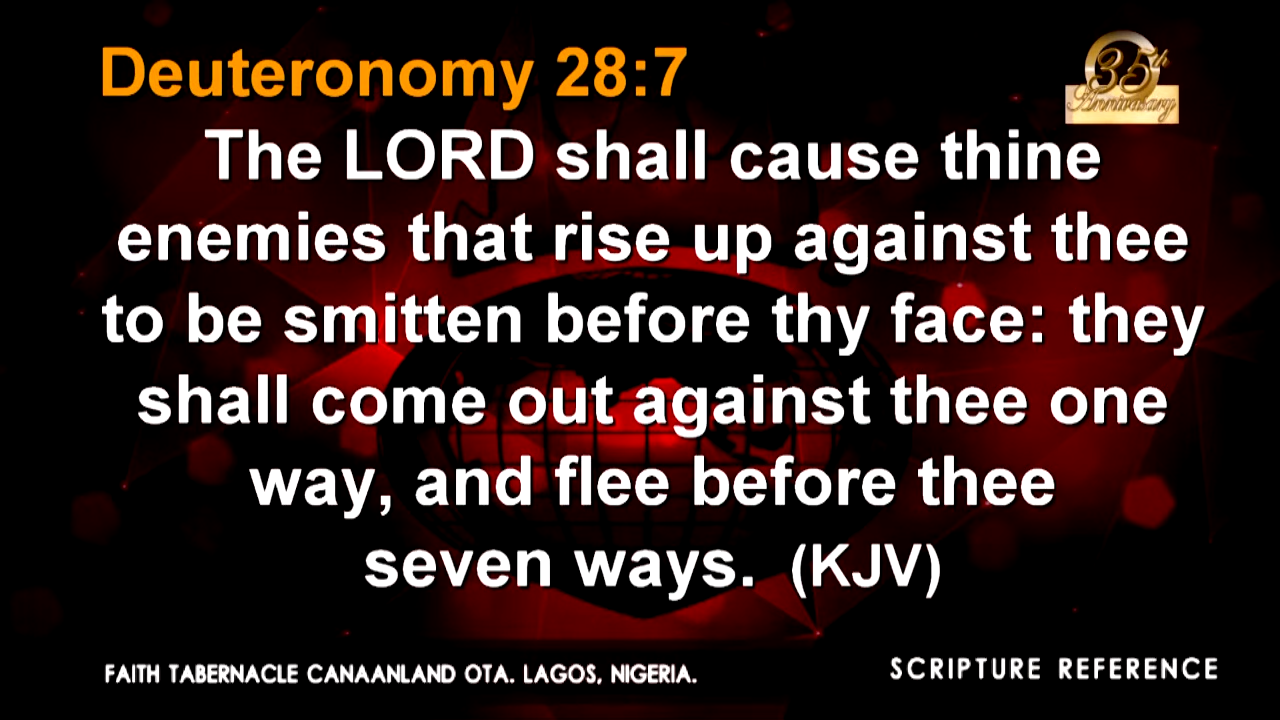 Deuteronomy 28:7
35th
Anniversary
The LORD shall cause thine
enemies that rise up against thee
to be smitten before thy face: they
shall come out against thee one
way, and flee before thee
seven ways. (KJV)
FAITH TABERNACLE CANAANLAND OTA. LAGOS, NIGERIA.
SCRIPTURE REFERENCE